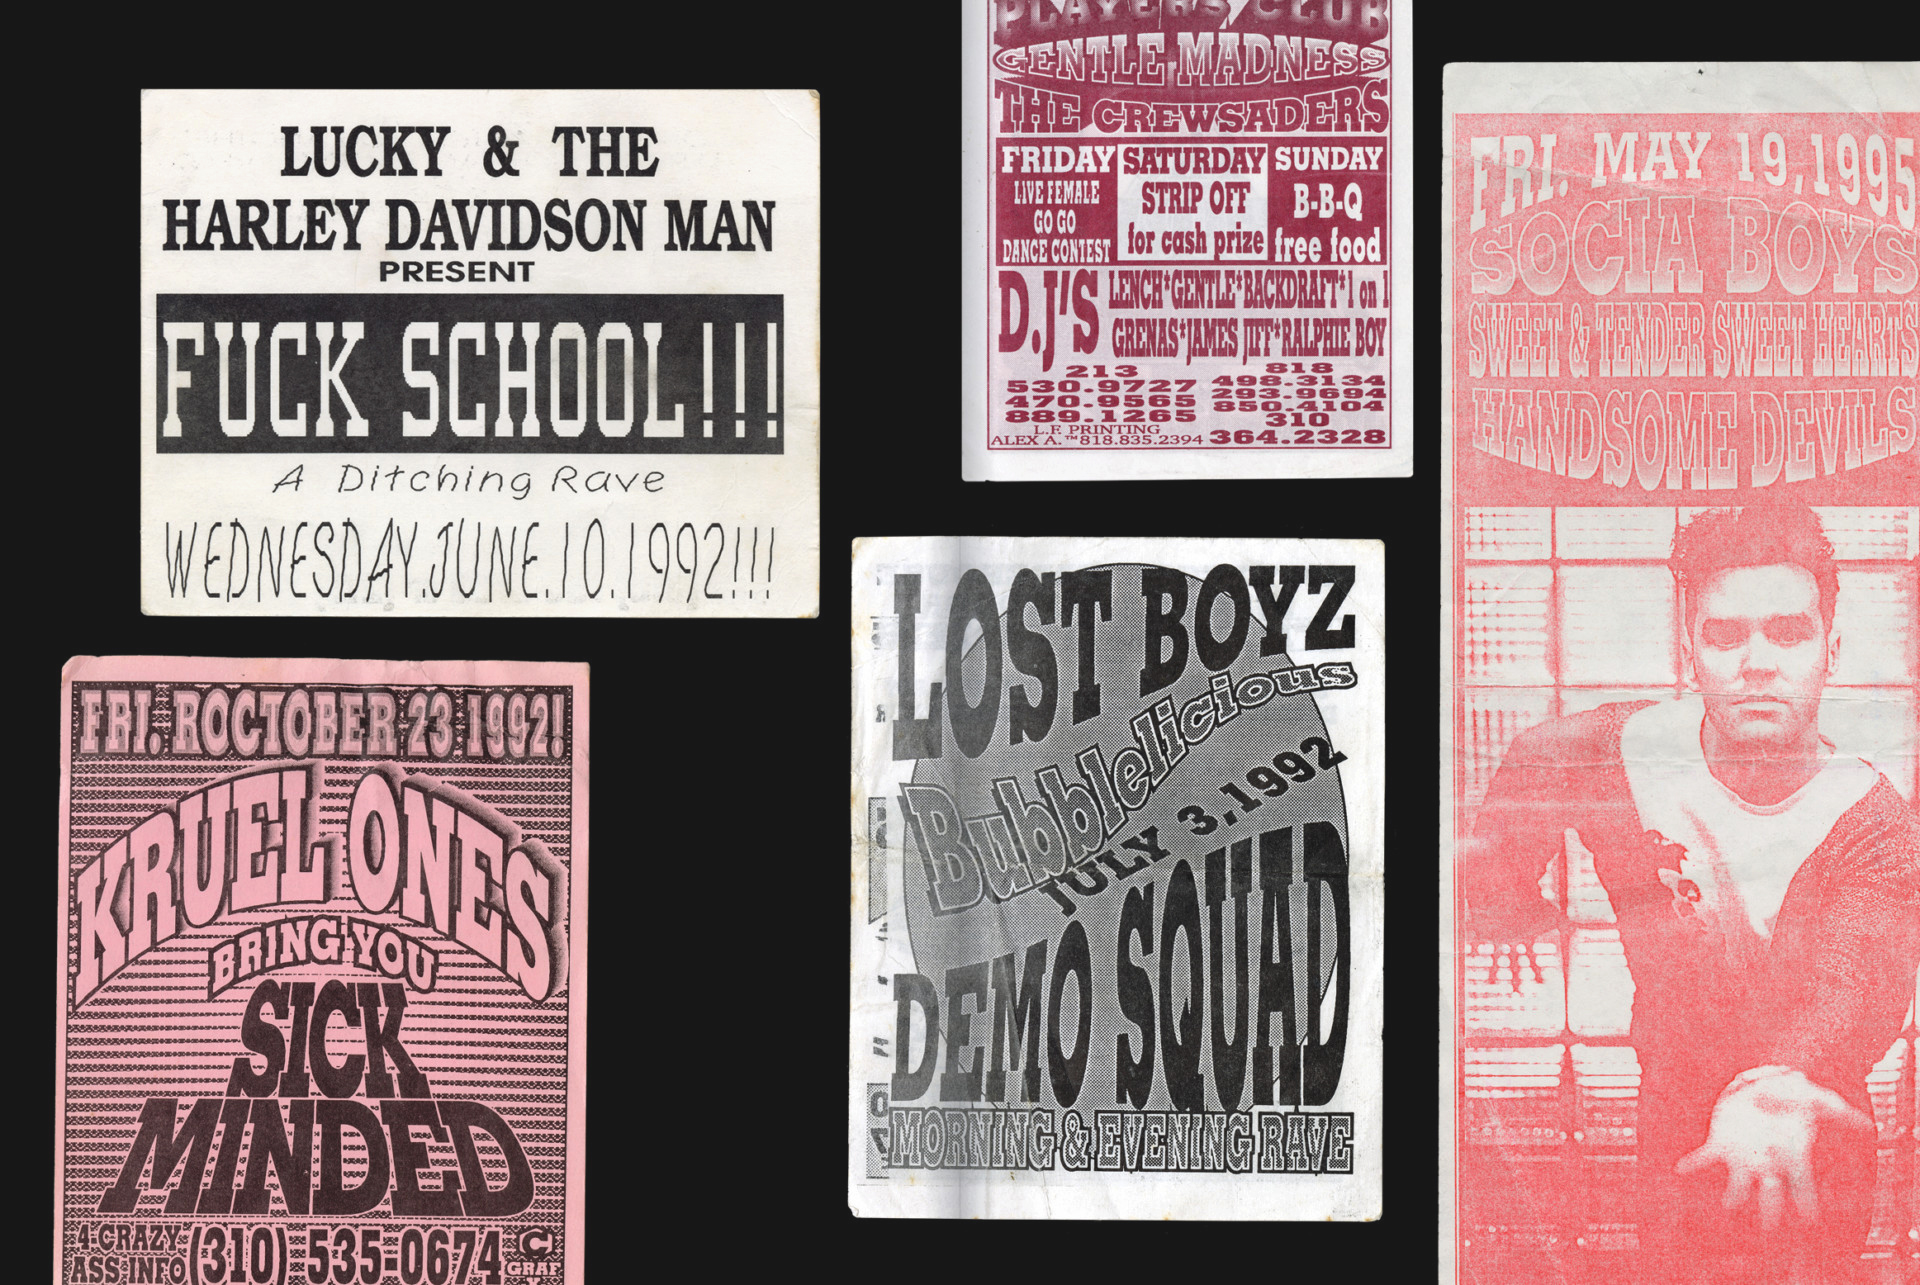 LUCKY & THE
HARLEY DAVIDSON MAN
PRESENT
FUCK SCHOOL!!!
A Ditching Rave
WEDNESDAY.JUNE.10.1992!!!
FRI. ROCTOBER 23 1992!
KRUEL ONES
BRING YOU
SICK
MINDED
4 CRAZY
ASS INFO
(310) 535-0674
C
GRAF
PLAYERS CLUB
GENTLE MADNESS
THE CREWSADERS
FRIDAY
LIVE FEMALE
GO GO
DANCE CONTEST
SATURDAY
STRIP OFF
for cash prize
SUNDAY
B-B-Q
free food
D.J'S
LENCH*GENTLE*BACKDRAFT*1 on 1
GRENAS*JAMES JIFF*RALPHIE BOY
213
530.9727
470.9565
889.1265
818
498.3134
293.9694
850.4104
310
364.2328
L.F. PRINTING
ALEX A.™818.835.2394
LOST BOYZ
Bubblelicious
JULY 3.1992
DEMO SQUAD
MORNING & EVENING RAVE
FRI. MAY 19,1995
SOCIA BOYS
SWEET & TENDER SWEET HEARTS
HANDSOME DEVILS